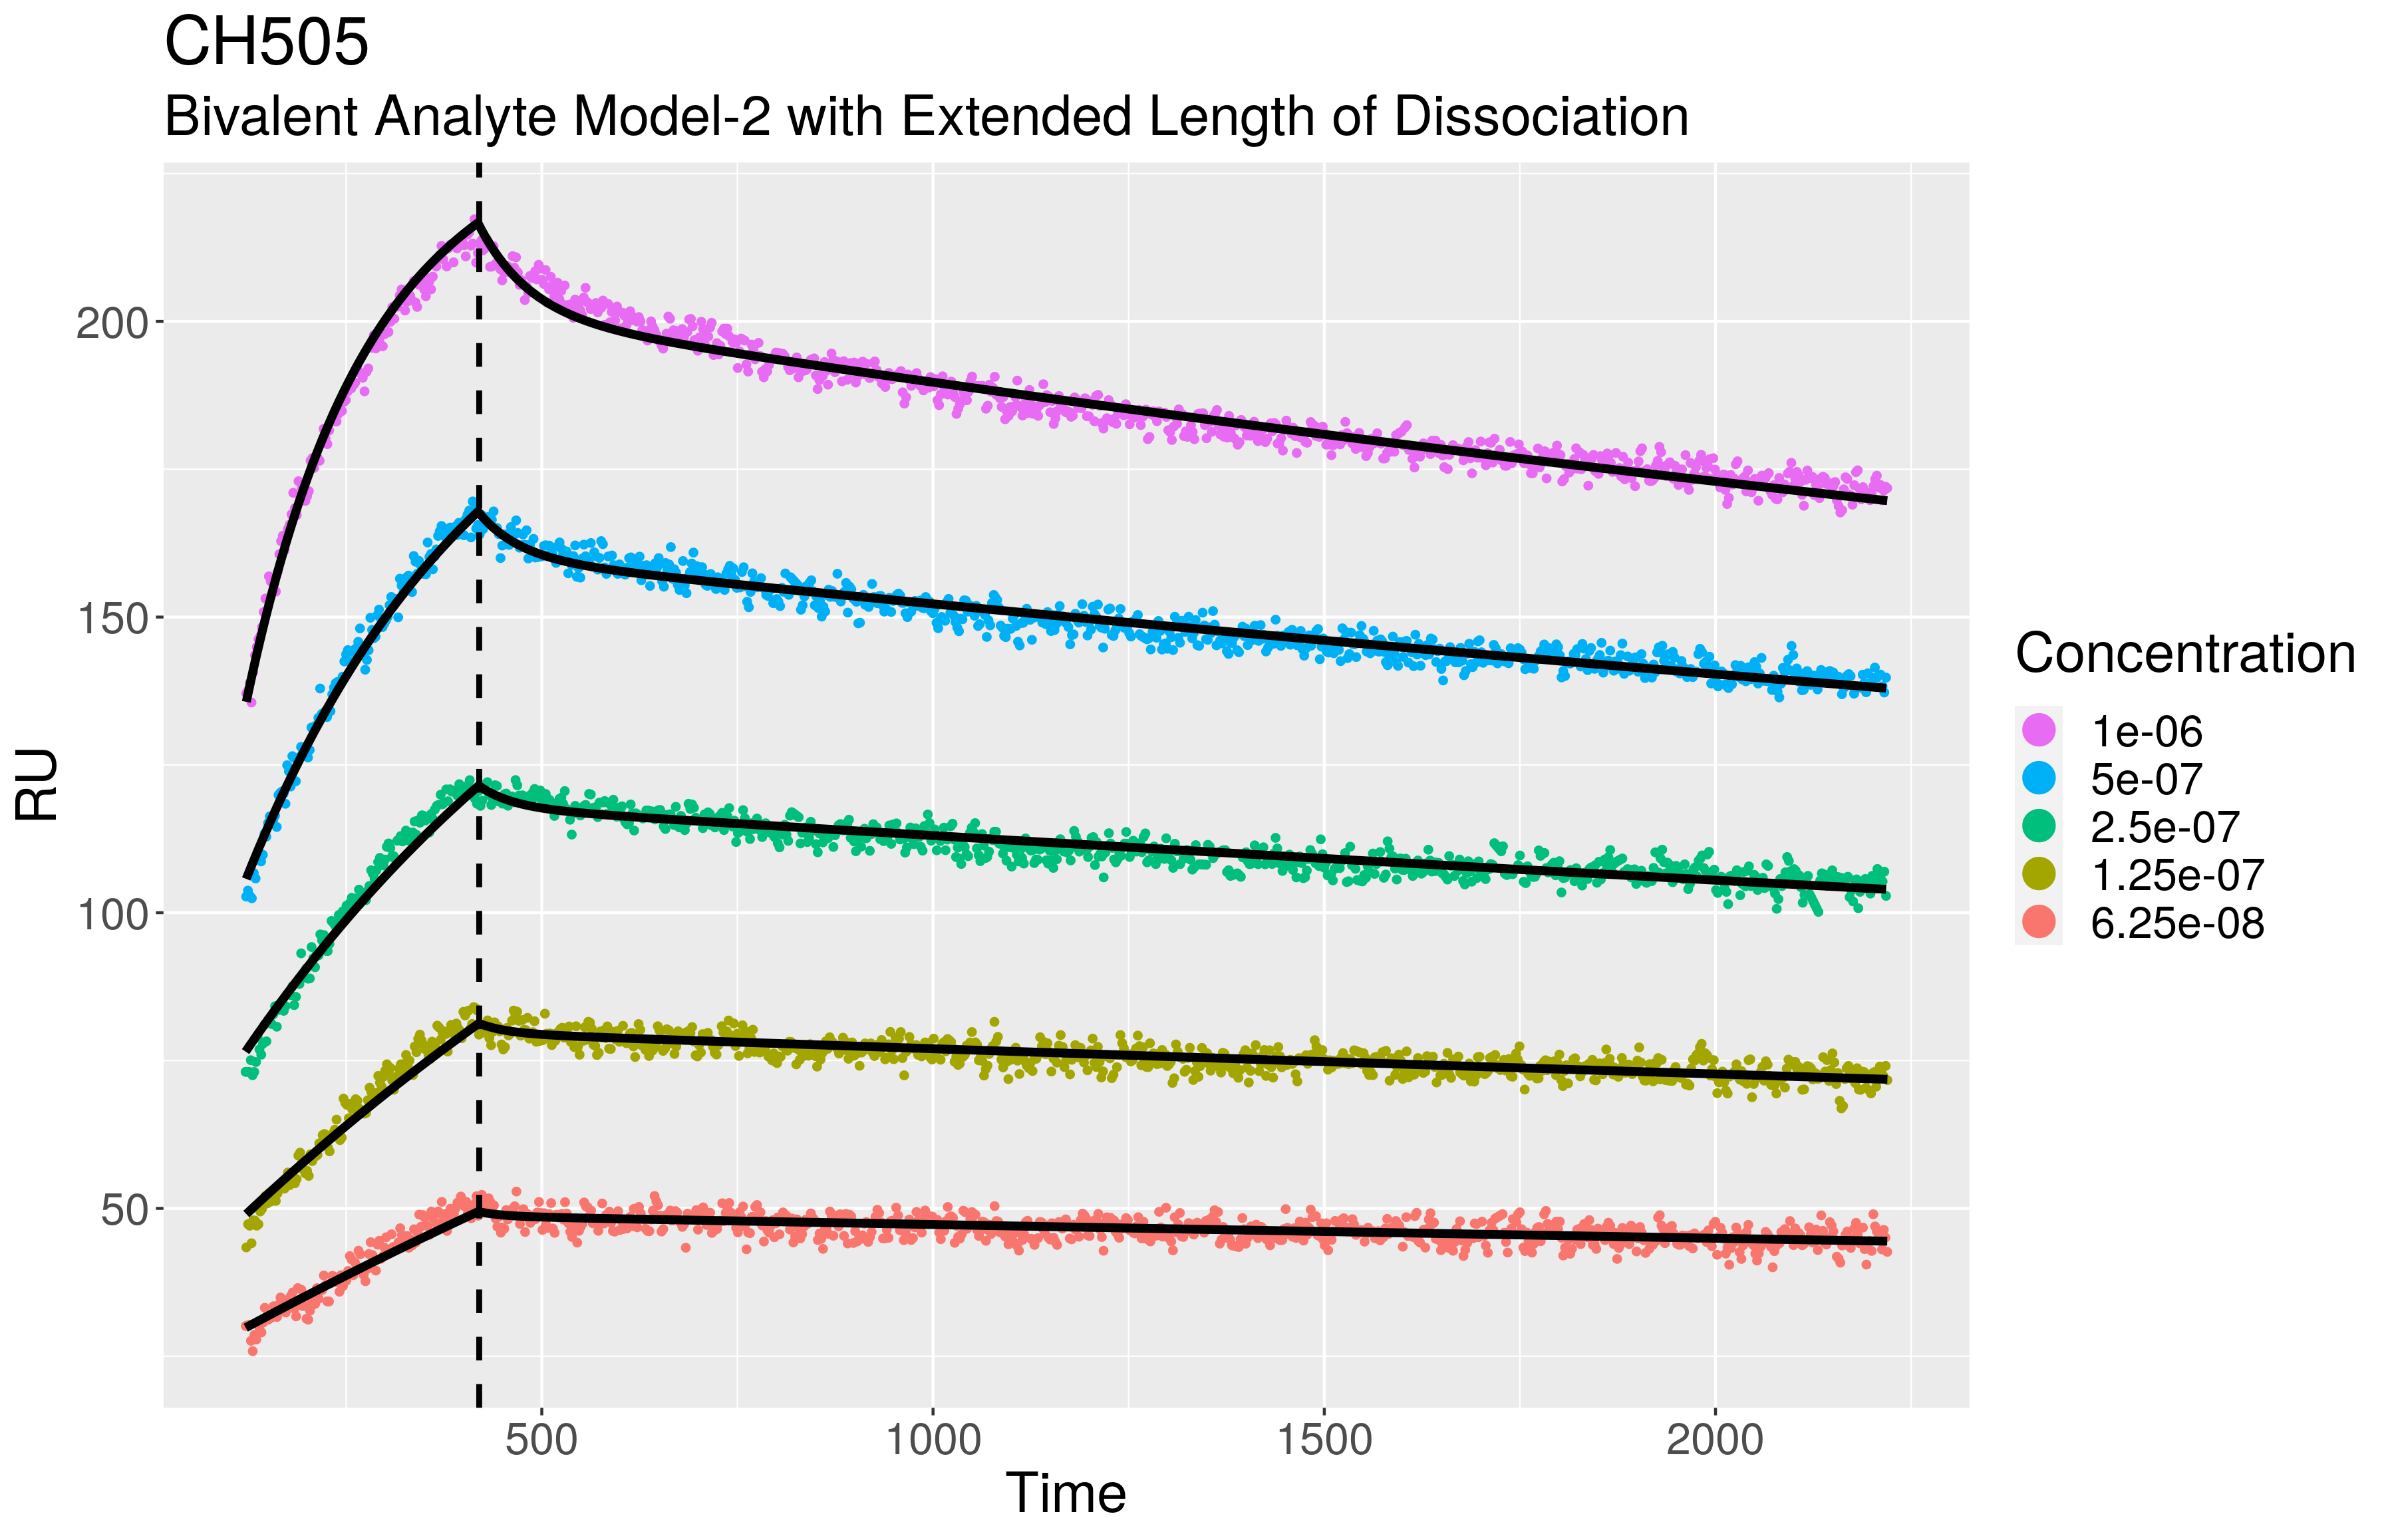 CH505
Bivalent Analyte Model-2 with Extended Length of Dissociation
RU
200
150
100
50
500 1000 1500 2000
Time
Concentration
1e-06
5e-07
2.5e-07
1.25e-07
6.25e-08